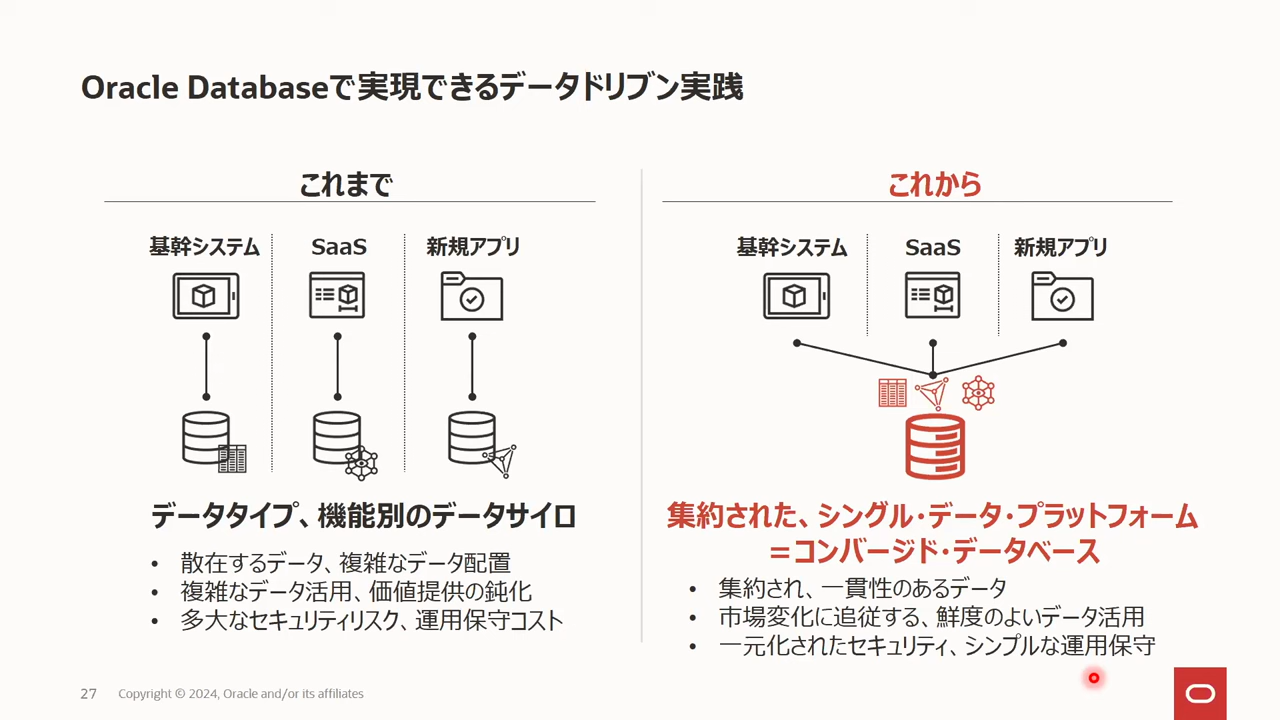 Oracle Databaseで実現できるデータドリブン実践
これまで
基幹システム
SaaS
新規アプリ
データタイプ、機能別のデータサイロ
• 散在するデータ、複雑なデータ配置
• 複雑なデータ活用、価値提供の鈍化
• 多大なセキュリティリスク、運用保守コスト
これから
基幹システム
SaaS
新規アプリ
集約された、シングル・データ・プラットフォーム
＝コンバージド・データベース
• 集約され、一貫性のあるデータ
• 市場変化に追従する、鮮度のよいデータ活用
• 一元化されたセキュリティ、シンプルな運用保守
27 Copyright © 2024, Oracle and/or its affiliates